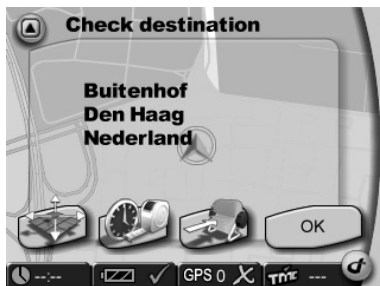 Check destination
Buitenhof
Den Haag
Nederland
OK
--:-- GPS 0 TMC ---